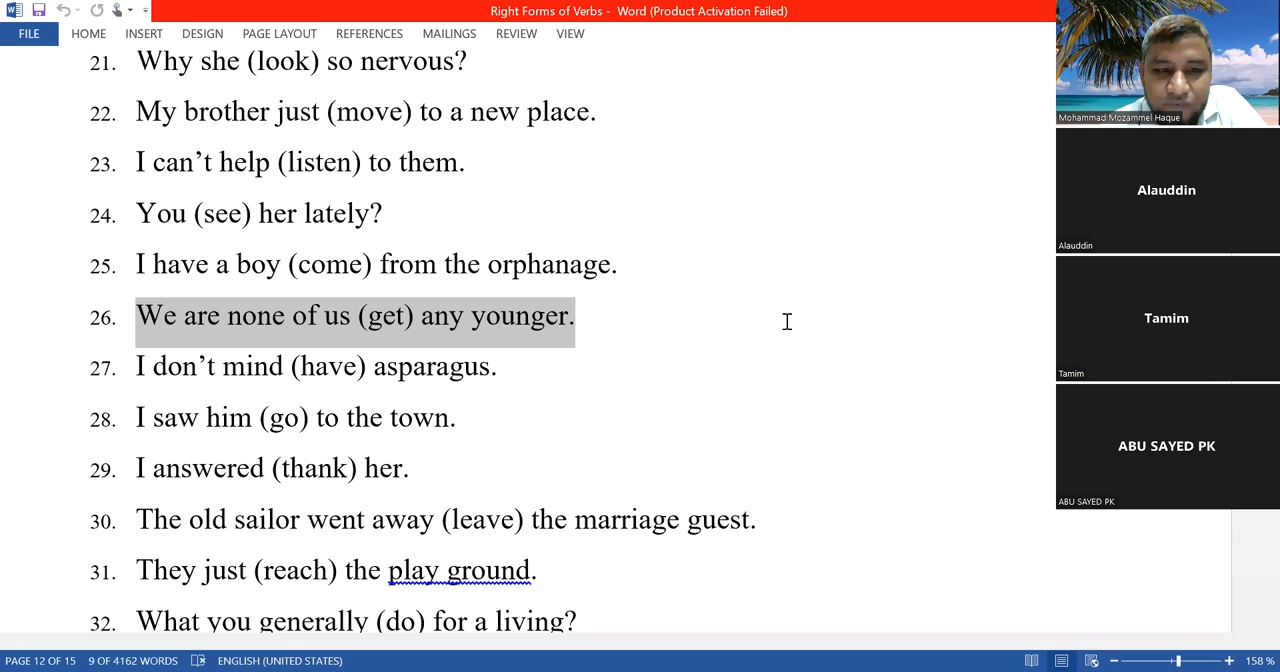 Right Forms of Verbs - Word (Product Activation Failed)
FILE HOME INSERT DESIGN PAGE LAYOUT REFERENCES MAILINGS REVIEW VIEW
21. Why she (look) so nervous?
22. My brother just (move) to a new place.
23. I can’t help (listen) to them.
24. You (see) her lately?
25. I have a boy (come) from the orphanage.
26. We are none of us (get) any younger.
27. I don’t mind (have) asparagus.
28. I saw him (go) to the town.
29. I answered (thank) her.
30. The old sailor went away (leave) the marriage guest.
31. They just (reach) the play ground.
32. What you generally (do) for a living?
Mohammad Mozammel Haque
Alauddin
Alauddin
Tamim
Tamim
ABU SAYED PK
ABU SAYED PK
PAGE 12 OF 15 9 OF 4162 WORDS ENGLISH (UNITED STATES) 158 %